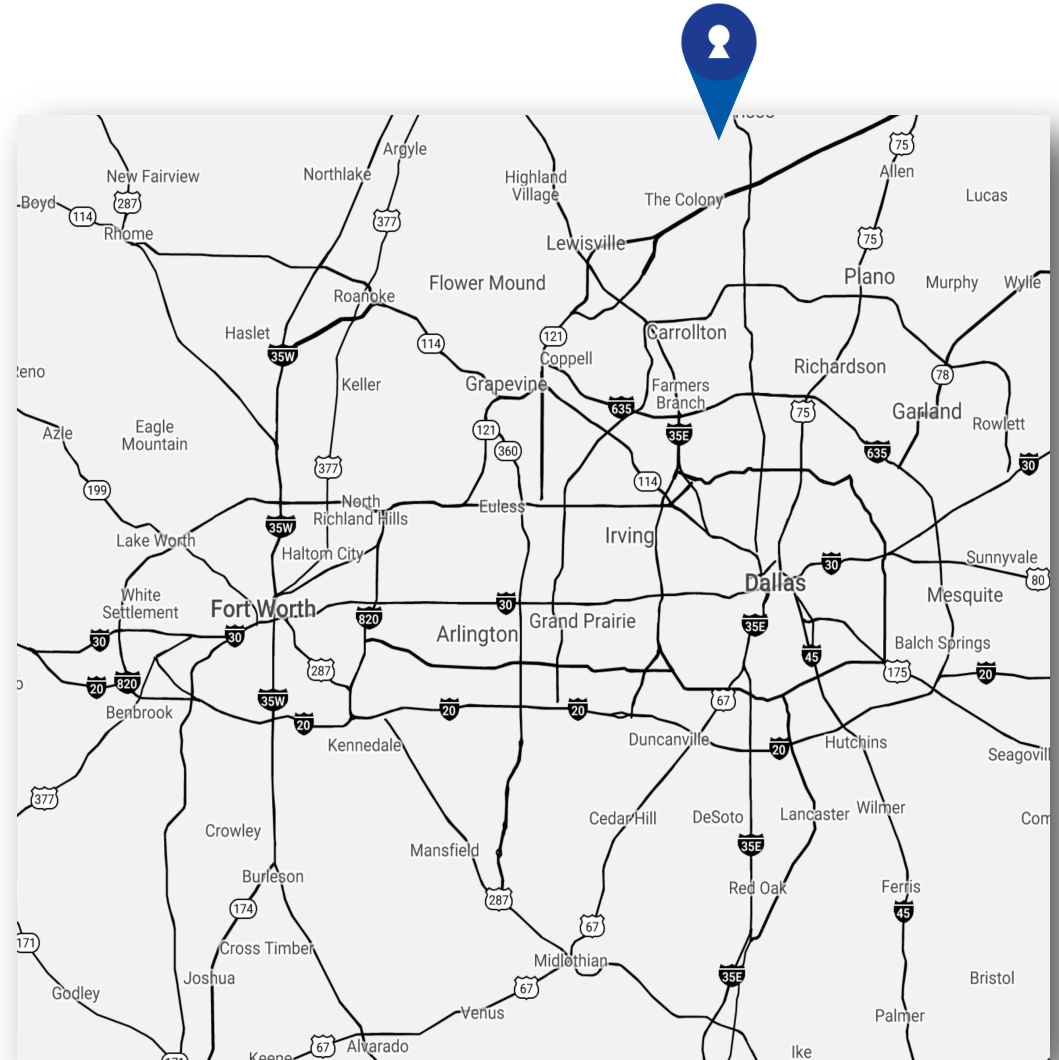 Argyle
75
New Fairview
Northlake
Allen
Highland
Village
Lucas
287
Boyd
The Colony
114
377
Rhome
75
Lewisville
Plano
Flower Mound
Murphy
Wylie
Roanoke
Haslet
Carrollton
121
114
35W
Coppell
Richardson
78
Keller
Grapevine
Farmers
Branch
635
75
Garland
Rowlett
Azle
Eagle
Mountain
121
35E
360
635
30
377
114
199
North
Richland Hills
Euless
35W
Irving
Lake Worth
Haltom City
Sunnyvale
30
80
Dallas
White
Settlement
Fort Worth
30
Mesquite
820
Grand Prairie
35E
Arlington
30
30
Balch Springs
45
287
175
20
20
820
35W
67
Benbrook
20
20
20
Kennedale
Duncanville
20
Hutchins
377
Cedar Hill
DeSoto
Lancaster
Wilmer
Crowley
35E
Mansfield
Burleson
Red Oak
Ferris
287
174
45
67
171
Cross Timber
Midlothian
35E
Joshua
Bristol
Godley
67
Venus
Palmer
67
Alvarado
Keene
Ike